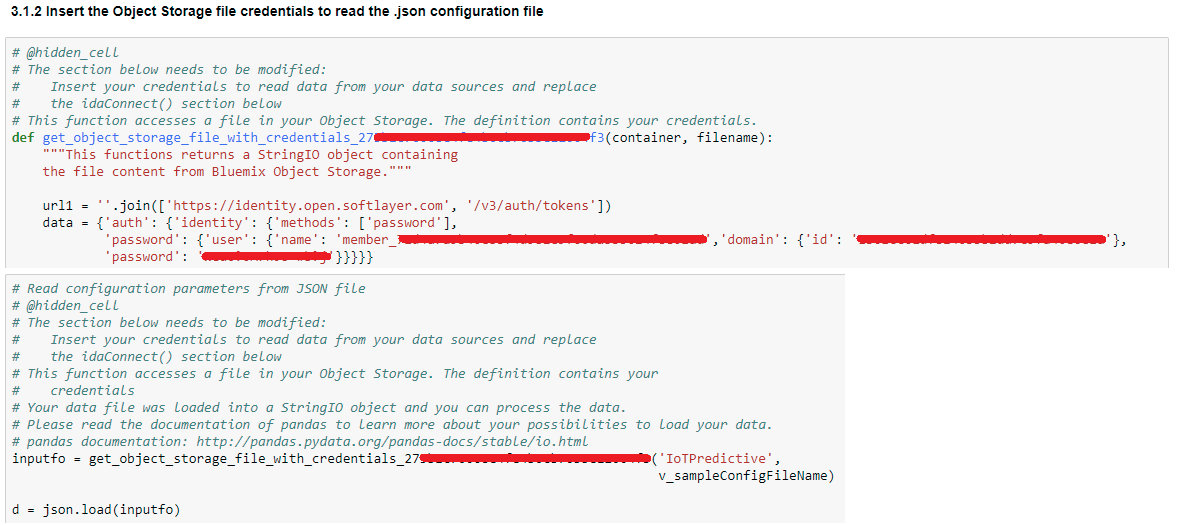 3.1.2 Insert the Object Storage file credentials to read the .json configuration file
# @hidden_cell
# The section below needs to be modified:
#    Insert your credentials to read data from your data sources and replace
#    the idaConnect() section below
# This function accesses a file in your Object Storage. The definition contains your credentials.
def get_object_storage_file_with_credentials_27 f3(container, filename):
    """This functions returns a StringIO object containing
    the file content from Bluemix Object Storage."""
    url1 = ''.join(['https://identity.open.softlayer.com', '/v3/auth/tokens'])
    data = {'auth': {'identity': {'methods': ['password'],
            'password': {'user': {'name': 'member_ ','domain': {'id': ' '},
            'password': ' '}}}}}
# Read configuration parameters from JSON file
# @hidden_cell
# The section below needs to be modified:
#    Insert your credentials to read data from your data sources and replace
#    the idaConnect() section below
# This function accesses a file in your Object Storage. The definition contains your
#    credentials
# Your data file was loaded into a StringIO object and you can process the data.
# Please read the documentation of pandas to learn more about your possibilities to load your data.
# pandas documentation: http://pandas.pydata.org/pandas-docs/stable/io.html
inputfo = get_object_storage_file_with_credentials_27 ('IoTPredictive',
v_sampleConfigFileName)
d = json.load(inputfo)